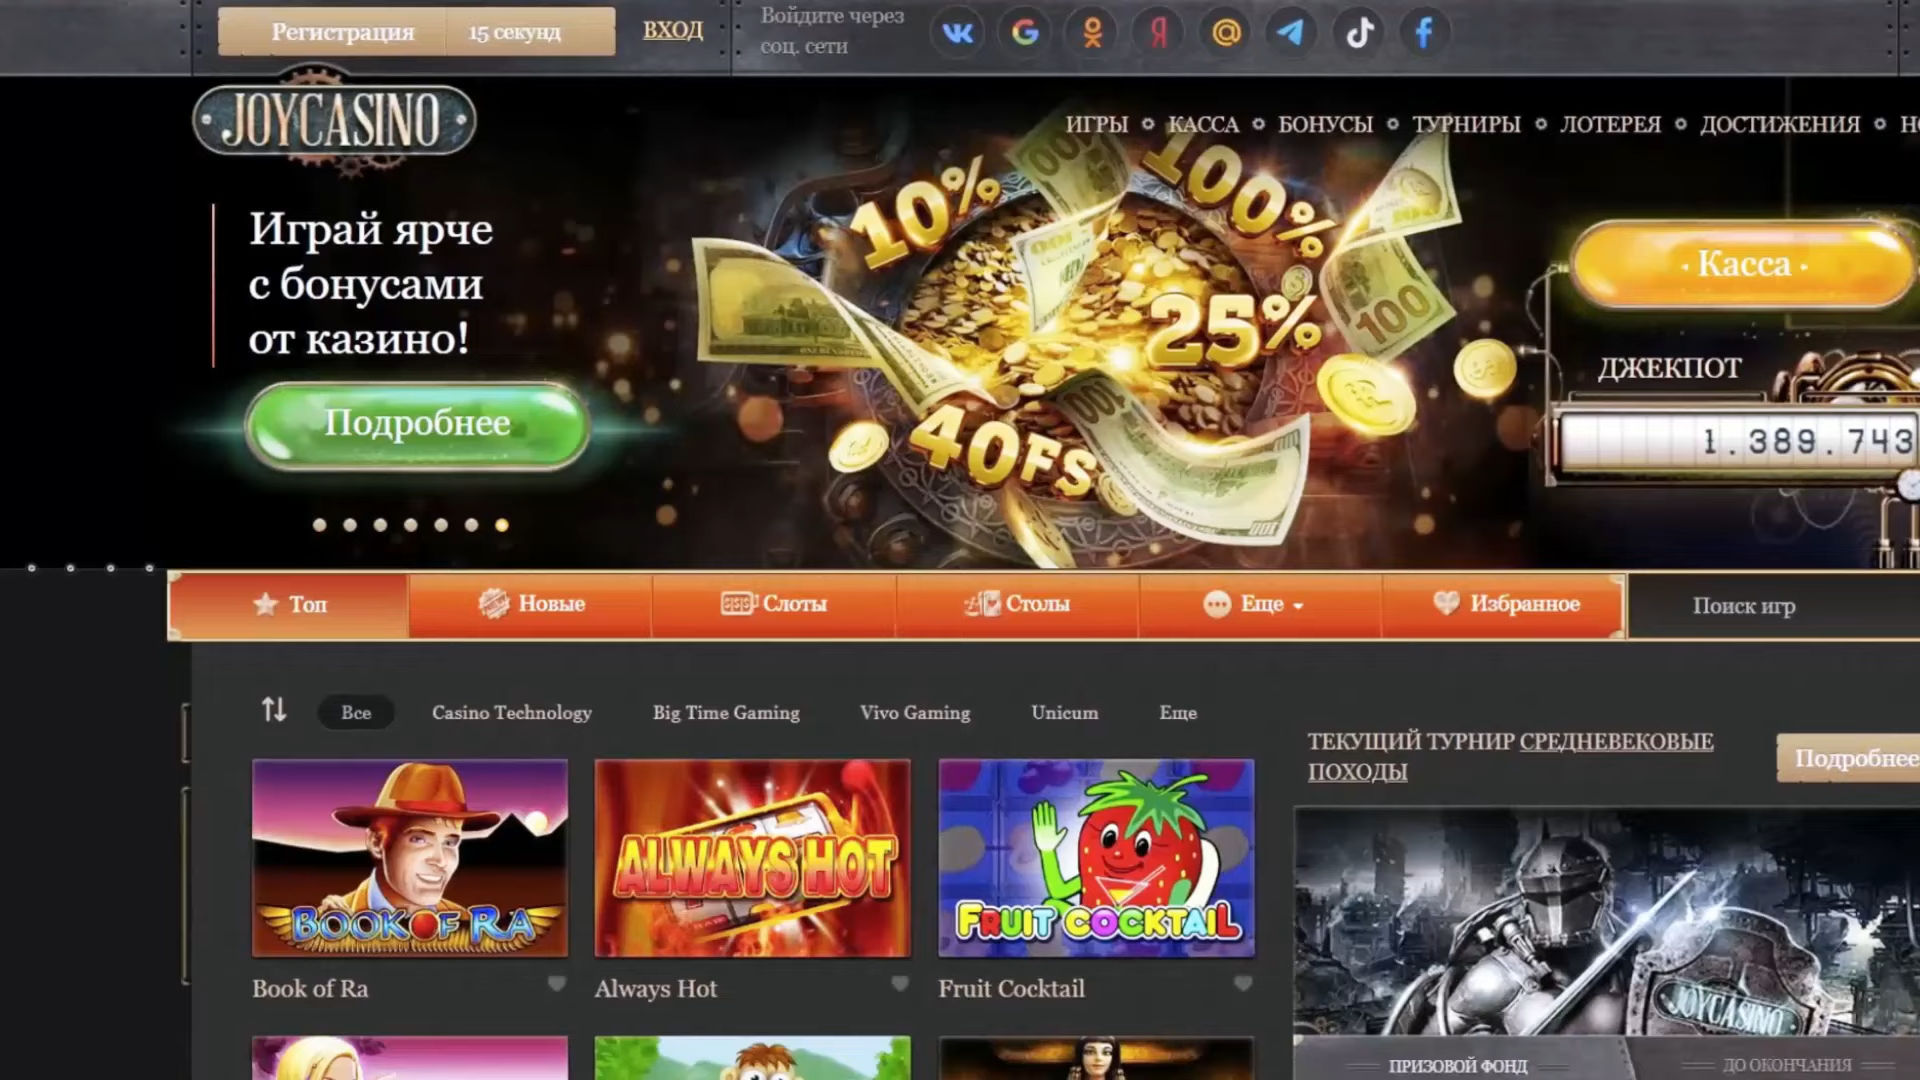 Регистрация 15 секунд ВХОД
Войдите через
соц. сети
JOYCASINO
ИГРЫ КАССА БОНУСЫ ТУРНИРЫ ЛОТЕРЕЯ ДОСТИЖЕНИЯ
Играй ярче
с бонусами
от казино!
Подробнее
10%
100%
25%
40FS
100
Касса
ДЖЕКПОТ
1.389.743
Топ Новые Слоты Столы Еще Избранное Поиск игр
Все Casino Technology Big Time Gaming Vivo Gaming Unicum Еще
ТЕКУЩИЙ ТУРНИР СРЕДНЕВЕКОВЫЕ
ПОХОДЫ
Подробнее
BOOK OF RA
ALWAYS HOT
FRUIT COCKTAIL
Book of Ra
Always Hot
Fruit Cocktail
JOYCASINO
ПРИЗОВОЙ ФОНД
ДО ОКОНЧАНИЯ